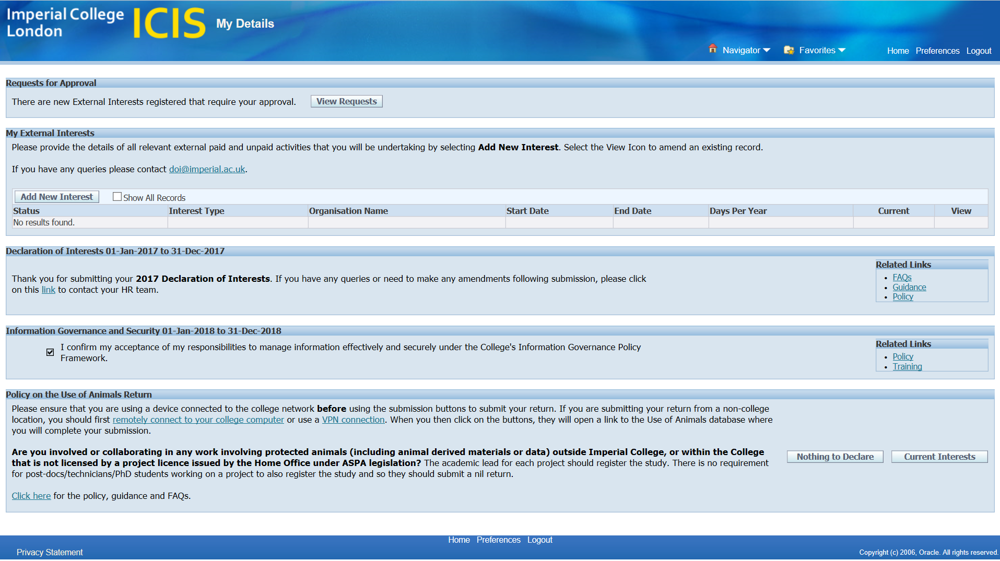 Imperial College
London
ICIS
My Details
Navigator
Favorites
Home Preferences Logout
Requests for Approval
There are new External Interests registered that require your approval. View Requests
My External Interests
Please provide the details of all relevant external paid and unpaid activities that you will be undertaking by selecting Add New Interest. Select the View Icon to amend an existing record.
If you have any queries please contact doi@imperial.ac.uk.
Add New Interest Show All Records
Status Interest Type Organisation Name Start Date End Date Days Per Year Current View
No results found.
Declaration of Interests 01-Jan-2017 to 31-Dec-2017
Thank you for submitting your 2017 Declaration of Interests. If you have any queries or need to make any amendments following submission, please click
on this link to contact your HR team.
Related Links
FAQs
Guidance
Policy
Information Governance and Security 01-Jan-2018 to 31-Dec-2018
I confirm my acceptance of my responsibilities to manage information effectively and securely under the College's Information Governance Policy
Framework.
Related Links
Policy
Training
Policy on the Use of Animals Return
Please ensure that you are using a device connected to the college network before using the submission buttons to submit your return. If you are submitting your return from a non-college
location, you should first remotely connect to your college computer or use a VPN connection. When you then click on the buttons, they will open a link to the Use of Animals database where
you will complete your submission.
Are you involved or collaborating in any work involving protected animals (including animal derived materials or data) outside Imperial College, or within the College
that is not licensed by a project licence issued by the Home Office under ASPA legislation? The academic lead for each project should register the study. There is no requirement
for post-docs/technicians/PhD students working on a project to also register the study and so they should submit a nil return.
Nothing to Declare Current Interests
Click here for the policy, guidance and FAQs.
Home Preferences Logout
Privacy Statement
Copyright (c) 2006, Oracle. All rights reserved.